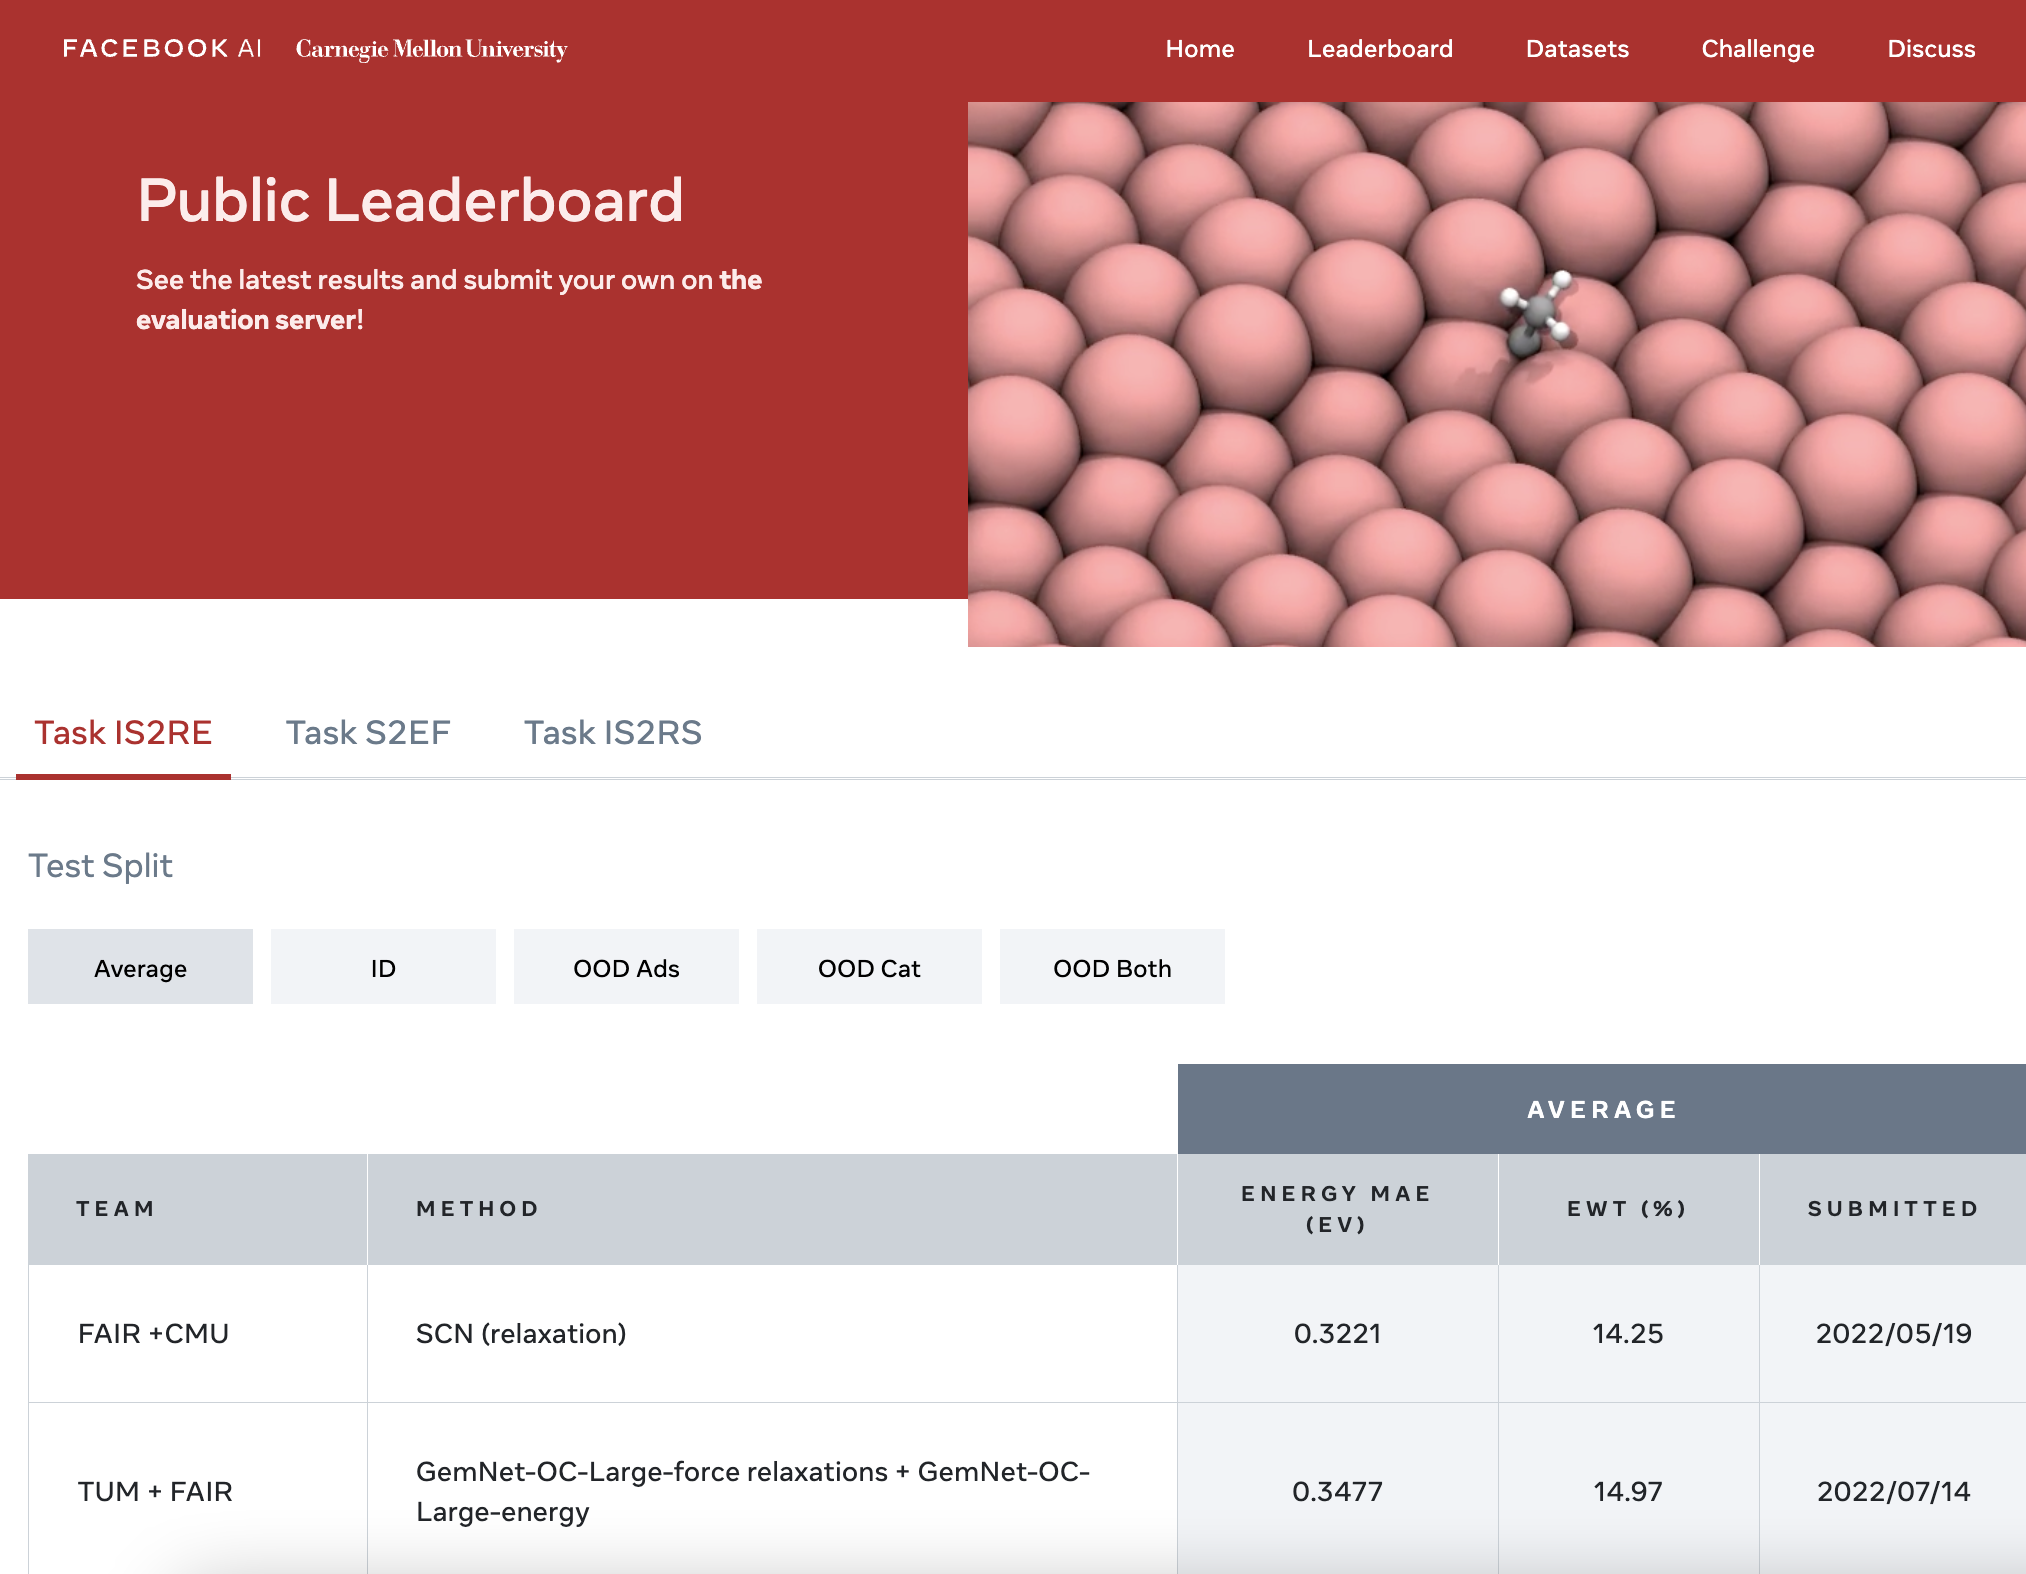 FACEBOOK AI Carnegie Mellon University Home Leaderboard Datasets Challenge Discuss
Public Leaderboard
See the latest results and submit your own on the
evaluation server!
Task IS2RE Task S2EF Task IS2RS
Test Split
Average ID OOD Ads OOD Cat OOD Both
AVERAGE
TEAM METHOD ENERGY MAE (EV) EWT (%) SUBMITTED
FAIR +CMU SCN (relaxation) 0.3221 14.25 2022/05/19
TUM + FAIR GemNet-OC-Large-force relaxations + GemNet-OC-
Large-energy 0.3477 14.97 2022/07/14